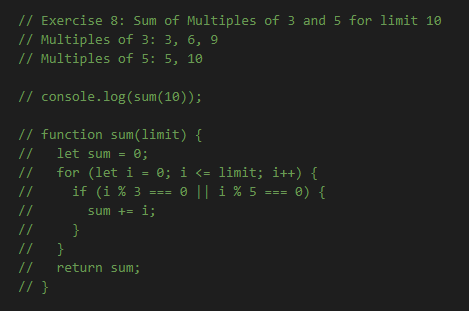 // Exercise 8: Sum of Multiples of 3 and 5 for limit 10
// Multiples of 3: 3, 6, 9
// Multiples of 5: 5, 10
// console.log(sum(10));
// function sum(limit) {
//   let sum = 0;
//   for (let i = 0; i <= limit; i++) {
//     if (i % 3 === 0 || i % 5 === 0) {
//       sum += i;
//     }
//   }
//   return sum;
// }